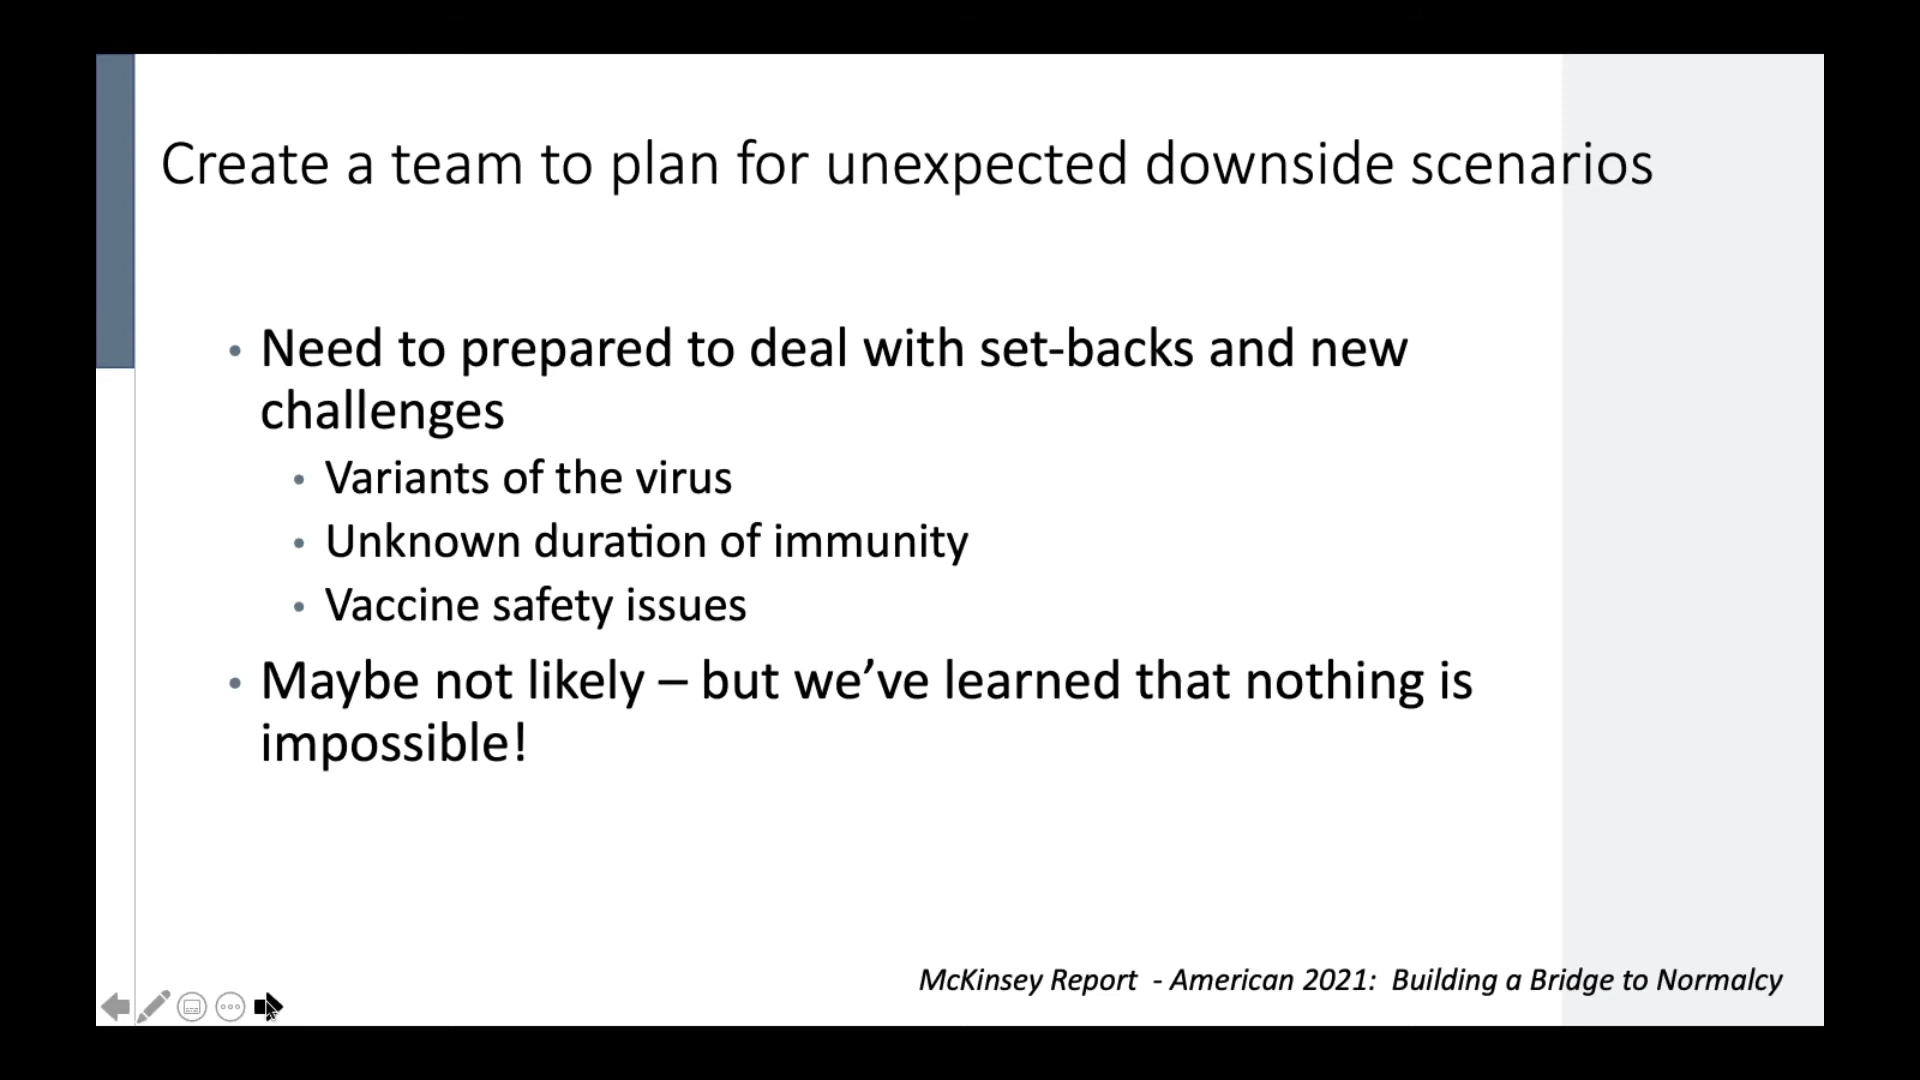 Create a team to plan for unexpected downside scenarios
• Need to prepared to deal with set-backs and new
challenges
• Variants of the virus
• Unknown duration of immunity
• Vaccine safety issues
• Maybe not likely – but we’ve learned that nothing is
impossible!
McKinsey Report - American 2021: Building a Bridge to Normalcy